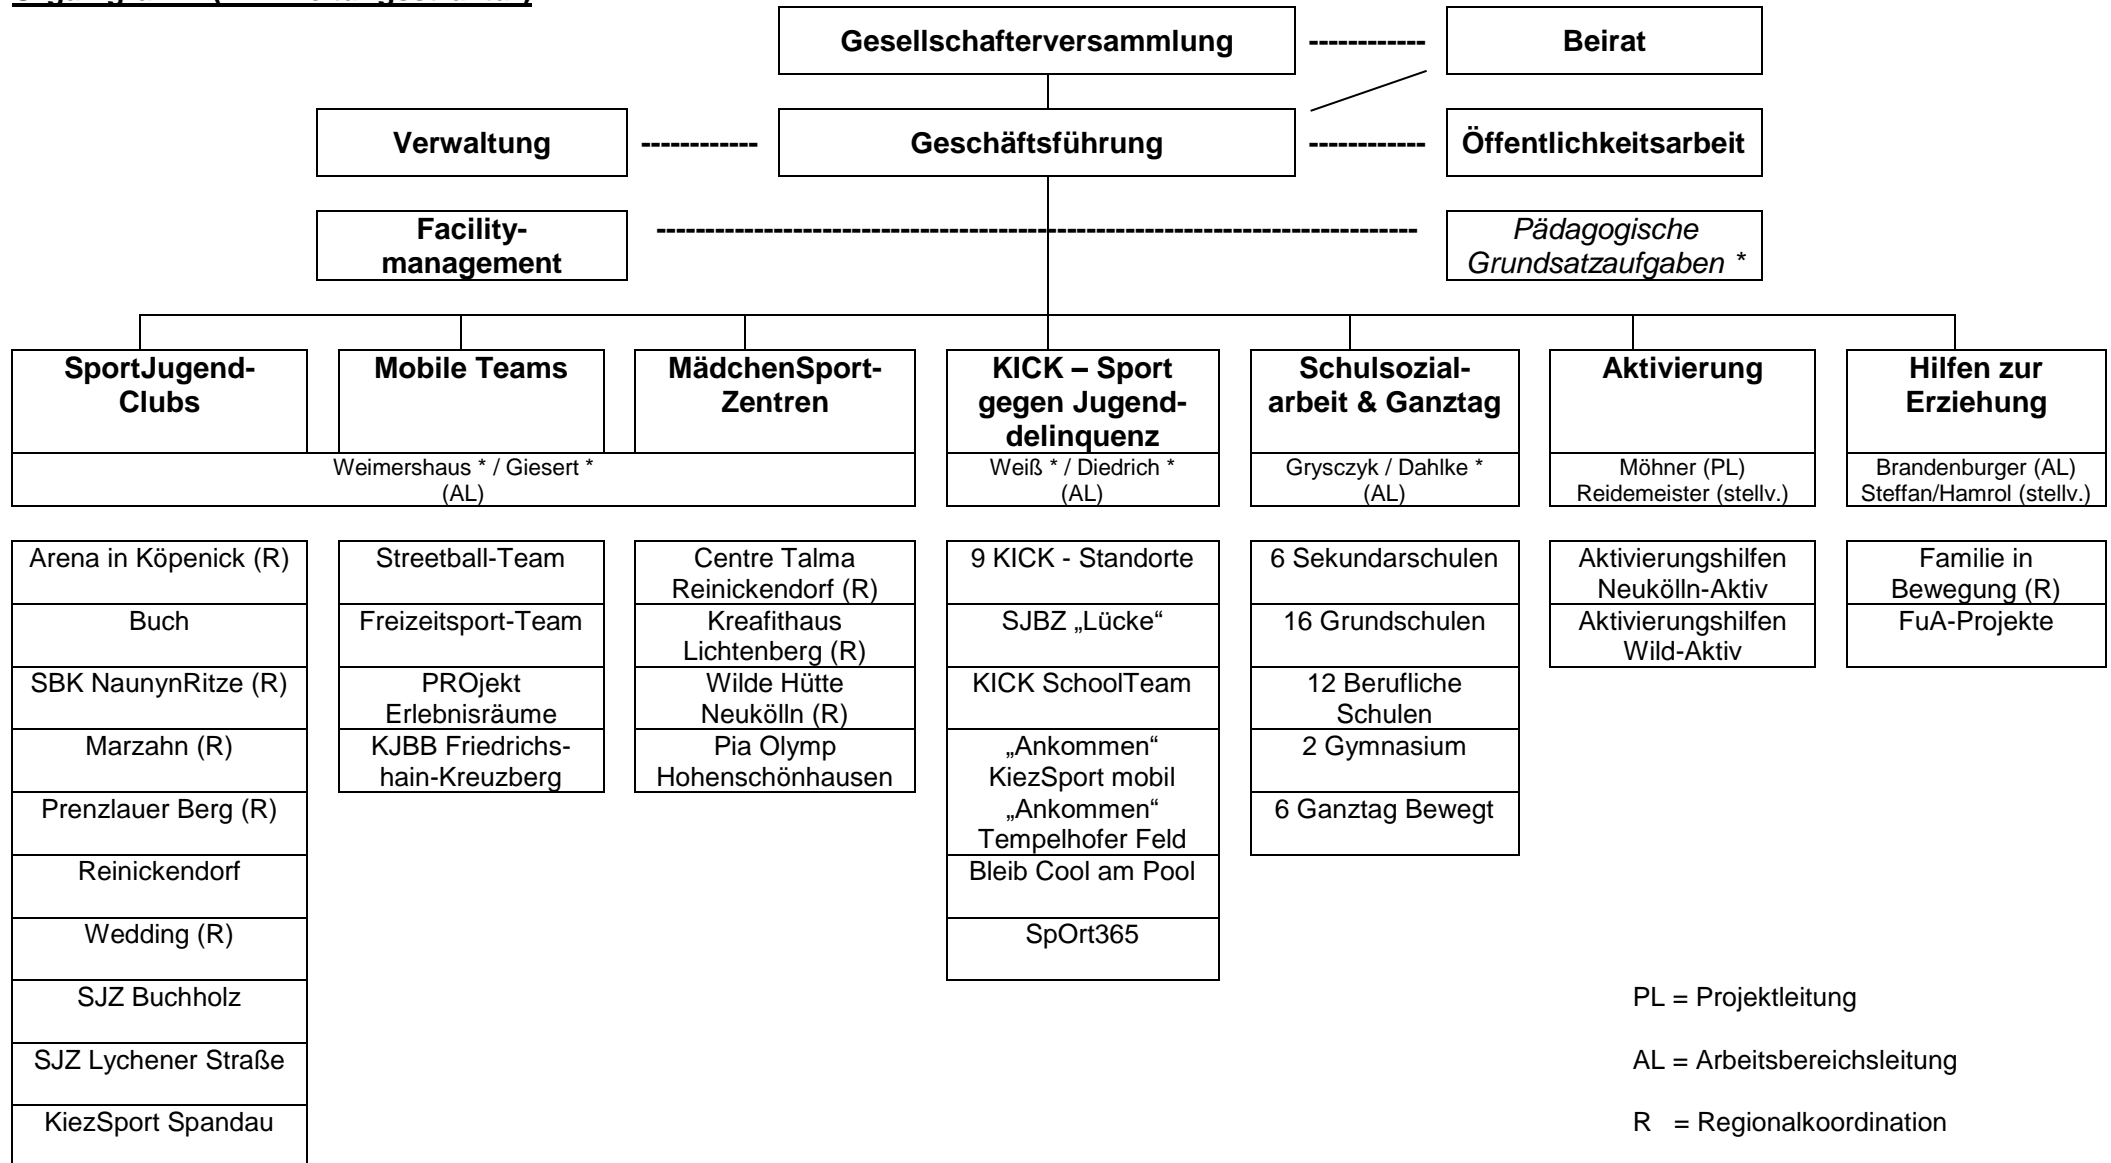 Gesellschafterversammlung ------------ Beirat
Verwaltung ------------ Geschäftsführung ------------ Öffentlichkeitsarbeit
Facility-
management
Pädagogische
Grundsatzaufgaben *
SportJugend-
Clubs
Mobile Teams
MädchenSport-
Zentren
Weimershaus * / Giesert *
(AL)
KICK – Sport
gegen Jugend-
delinquenz
Weiß * / Diedrich *
(AL)
Schulsozial-
arbeit & Ganztag
Grysczyk / Dahlke *
(AL)
Aktivierung
Möhner (PL)
Reidemeister (stellv.)
Hilfen zur
Erziehung
Brandenburger (AL)
Steffan/Hamrol (stellv.)
Arena in Köpenick (R)
Buch
SBK NaunynRitze (R)
Marzahn (R)
Prenzlauer Berg (R)
Reinickendorf
Wedding (R)
SJZ Buchholz
SJZ Lychener Straße
KiezSport Spandau
Streetball-Team
Freizeitsport-Team
PROjekt
Erlebnisräume
KJBB Friedrichs-
hain-Kreuzberg
Centre Talma
Reinickendorf (R)
Kreafithaus
Lichtenberg (R)
Wilde Hütte
Neukölln (R)
Pia Olymp
Hohenschönhausen
9 KICK - Standorte
SJBZ „Lücke“
KICK SchoolTeam
„Ankommen“
KiezSport mobil
„Ankommen“
Tempelhofer Feld
Bleib Cool am Pool
SpOrt365
6 Sekundarschulen
16 Grundschulen
12 Berufliche
Schulen
2 Gymnasium
6 Ganztag Bewegt
Aktivierungshilfen
Neukölln-Aktiv
Aktivierungshilfen
Wild-Aktiv
Familie in
Bewegung (R)
FuA-Projekte
PL = Projektleitung
AL = Arbeitsbereichsleitung
R = Regionalkoordination